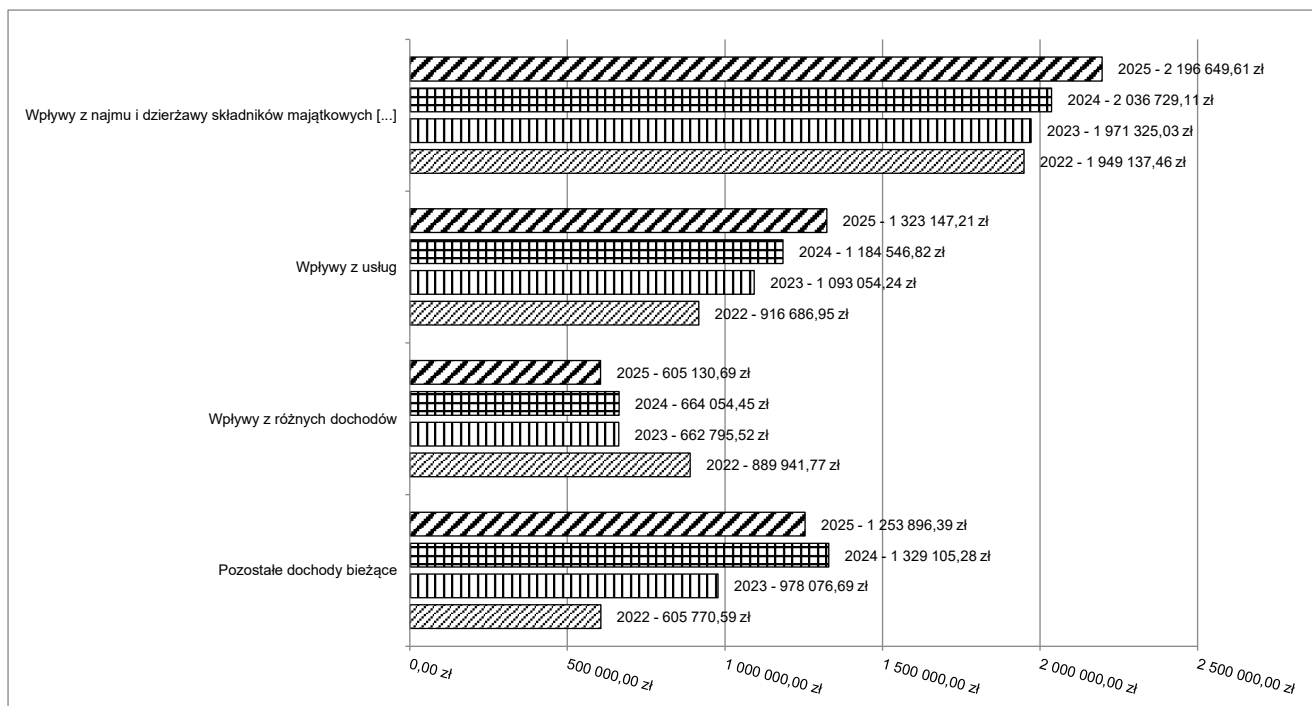 2025 - 2 196 649,61 zł
2024 - 2 036 729,11 zł
Wpływy z najmu i dzierżawy składników majątkowych [...]
2023 - 1 971 325,03 zł
2022 - 1 949 137,46 zł
2025 - 1 323 147,21 zł
2024 - 1 184 546,82 zł
Wpływy z usług
2023 - 1 093 054,24 zł
2022 - 916 686,95 zł
2025 - 605 130,69 zł
2024 - 664 054,45 zł
Wpływy z różnych dochodów
2023 - 662 795,52 zł
2022 - 889 941,77 zł
2025 - 1 253 896,39 zł
2024 - 1 329 105,28 zł
Pozostałe dochody bieżące
2023 - 978 076,69 zł
2022 - 605 770,59 zł
0,00 zł
500 000,00 zł
1 000 000,00 zł
1 500 000,00 zł
2 000 000,00 zł
2 500 000,00 zł